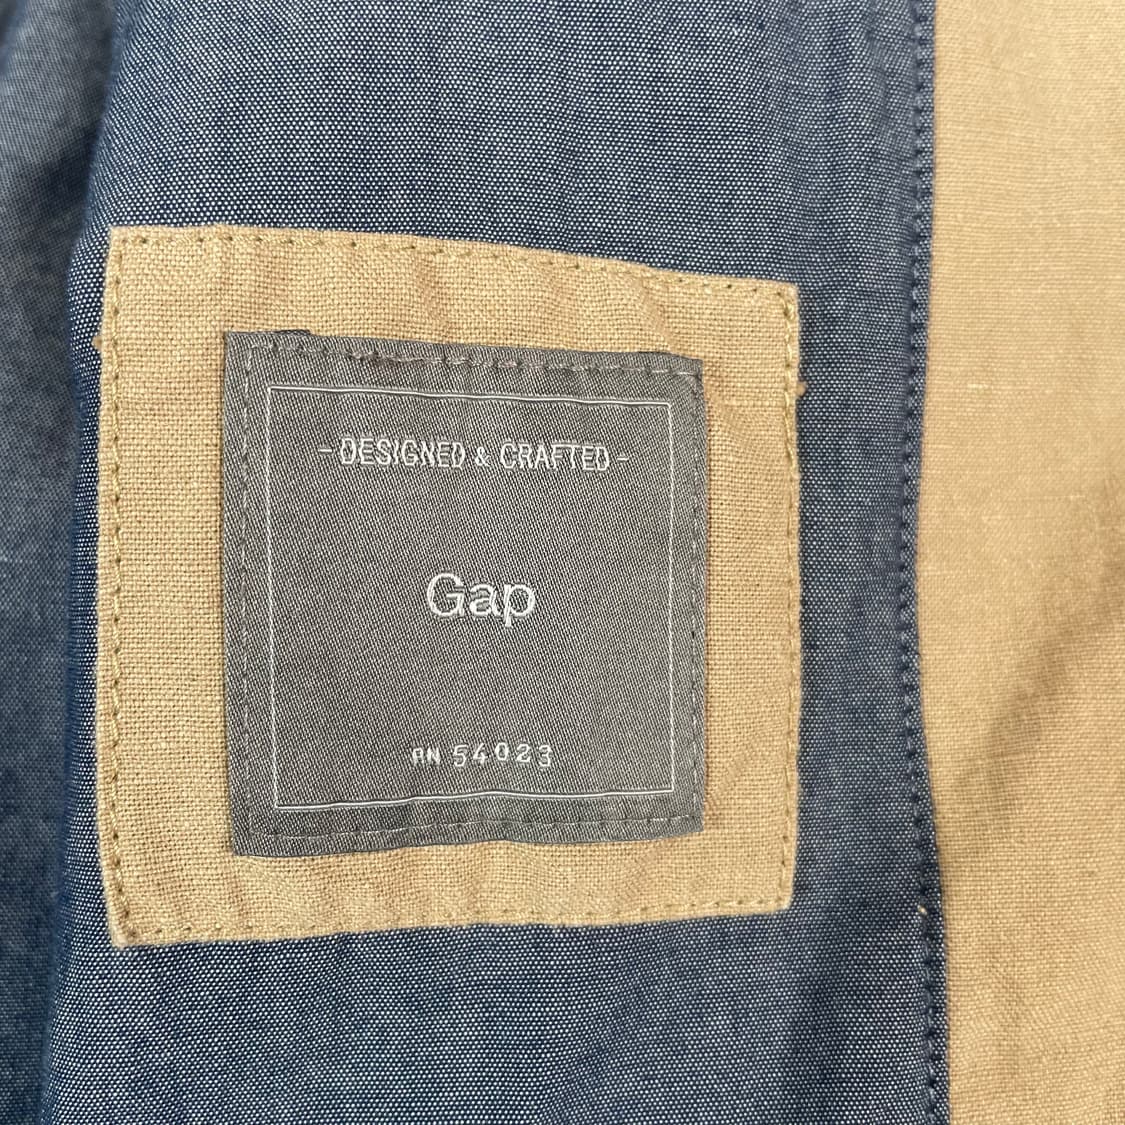 - DESIGNED & CRAFTED -
Gap
RN 54023